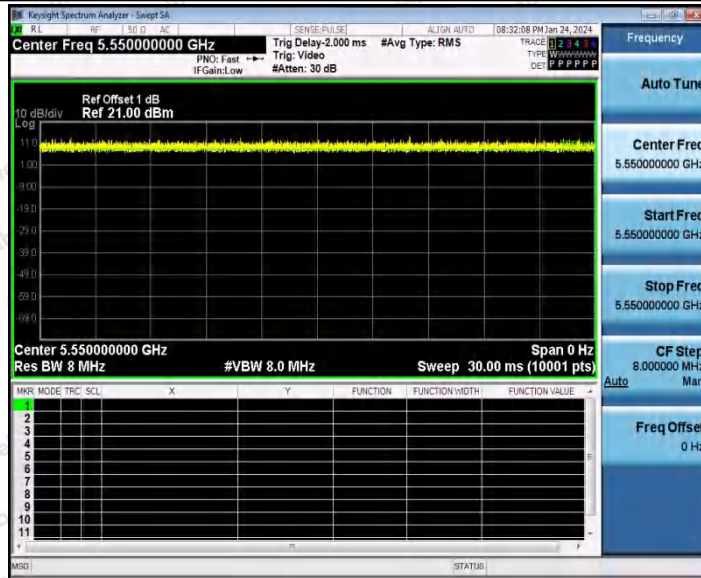 Keysight Spectrum Analyzer - Swept SA
RL RF 50 Ω AC SENSE:PULSE ALIGN AUTO 08:32:08 PM Jan 24, 2024
Center Freq 5.550000000 GHz
PNO: Fast
IFGain:Low
Trig Delay-2.000 ms
Trig: Video
#Atten: 30 dB
#Avg Type: RMS
TRACE 1 2 3 4 5 6
TYPE WWWWWW
DET P P P P P P
Ref Offset 1 dB
10 dB/div Ref 21.00 dBm
Log
11.0
1.00
-9.00
-19.0
-29.0
-39.0
-49.0
-59.0
-69.0
Center 5.550000000 GHz Span 0 Hz
Res BW 8 MHz #VBW 8.0 MHz Sweep 30.00 ms (10001 pts)
MKR MODE TRC SCL X Y FUNCTION FUNCTION WIDTH FUNCTION VALUE
1
2
3
4
5
6
7
8
9
10
11
MSG STATUS
Frequency
Auto Tune
Center Freq
5.550000000 GHz
Start Freq
5.550000000 GHz
Stop Freq
5.550000000 GHz
CF Step
8.000000 MHz
Auto Man
Freq Offset
0 Hz